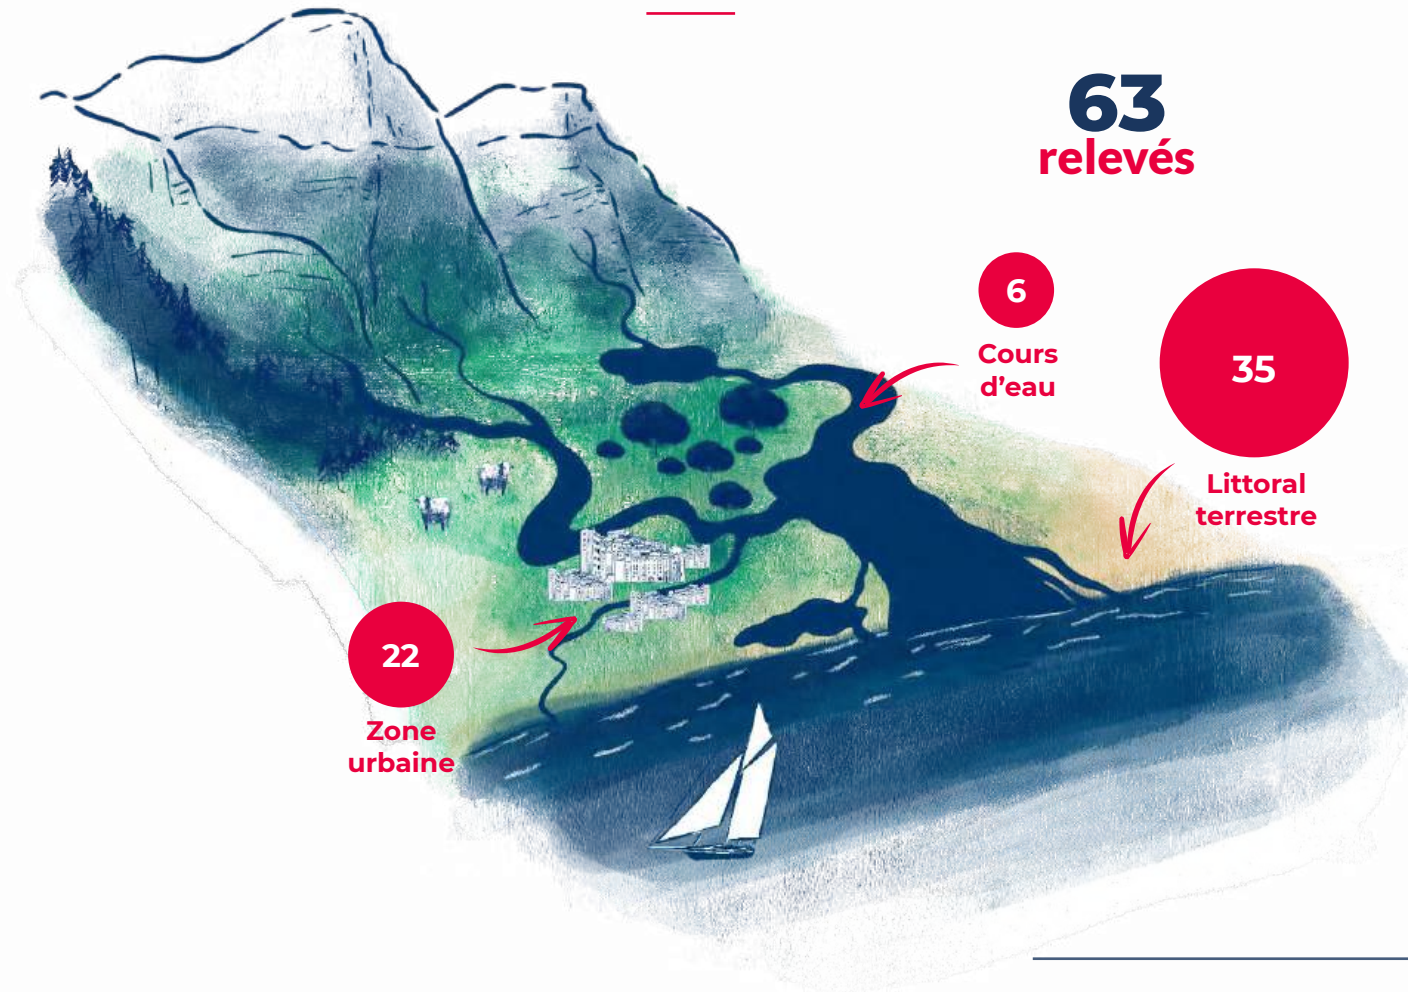 63
relevés
6
Cours
d’eau
35
Littoral
terrestre
22
Zone
urbaine